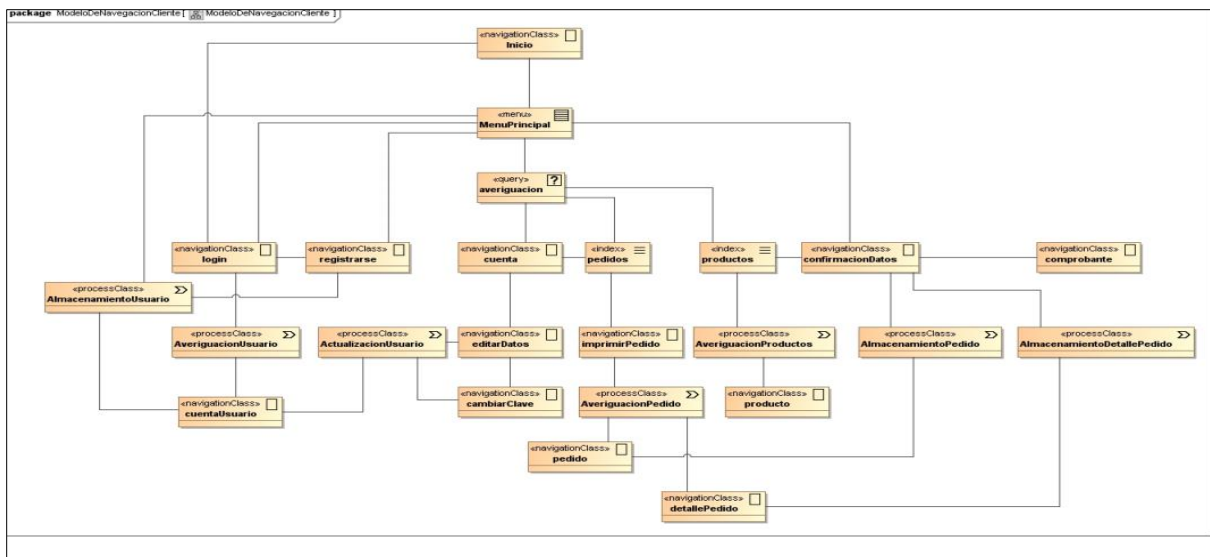 package ModeloDeNavegacionCliente [ ModeloDeNavegacionCliente ]
«navigationClass»
Inicio
«menu»
MenuPrincipal
«query»
?
averiguacion
«navigationClass»
login
«navigationClass»
registrarse
«navigationClass»
cuenta
«index»
pedidos
«index»
productos
«navigationClass»
confirmacionDatos
«navigationClass»
comprobante
«processClass»
AlmacenamientoUsuario
«processClass»
AveriguacionUsuario
«processClass»
ActualizacionUsuario
«navigationClass»
editarDatos
«navigationClass»
imprimirPedido
«processClass»
AveriguacionProductos
«processClass»
AlmacenamientoPedido
«processClass»
AlmacenamientoDetallePedido
«navigationClass»
cuentaUsuario
«navigationClass»
cambiarClave
«processClass»
AveriguacionPedido
«navigationClass»
producto
«navigationClass»
pedido
«navigationClass»
detallePedido